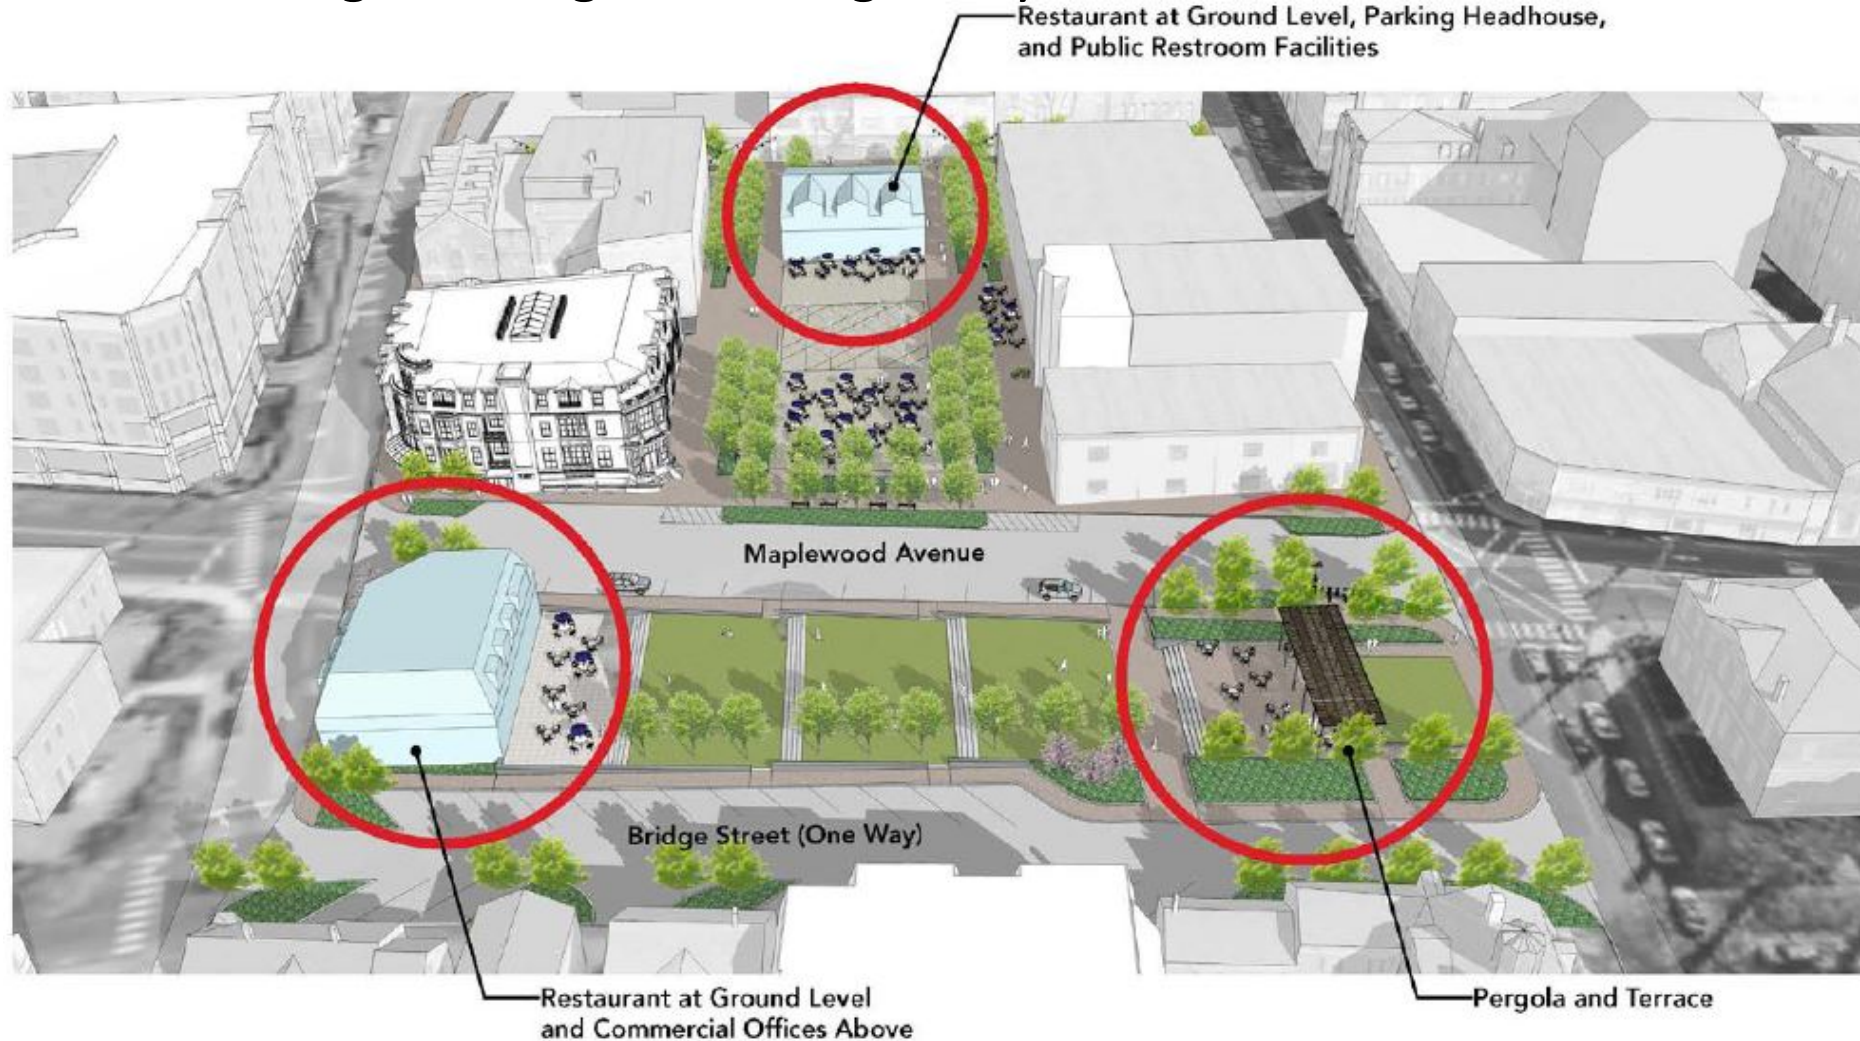 Restaurant at Ground Level, Parking Headhouse,
and Public Restroom Facilities
Maplewood Avenue
Bridge Street (One Way)
Restaurant at Ground Level
and Commercial Offices Above
Pergola and Terrace